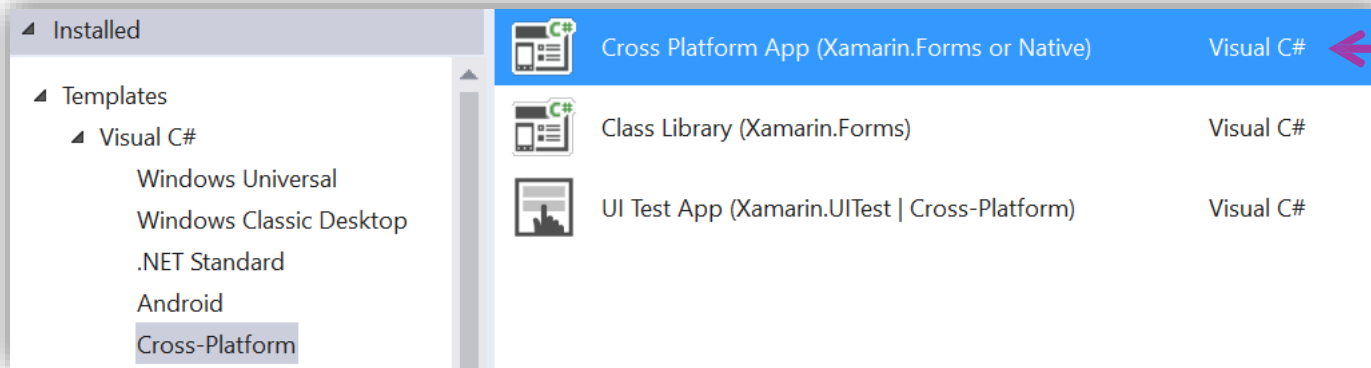 Installed
Templates
Visual C#
Windows Universal
Windows Classic Desktop
.NET Standard
Android
Cross-Platform
C# Cross Platform App (Xamarin.Forms or Native) Visual C#
C# Class Library (Xamarin.Forms) Visual C#
UI Test App (Xamarin.UITest | Cross-Platform) Visual C#